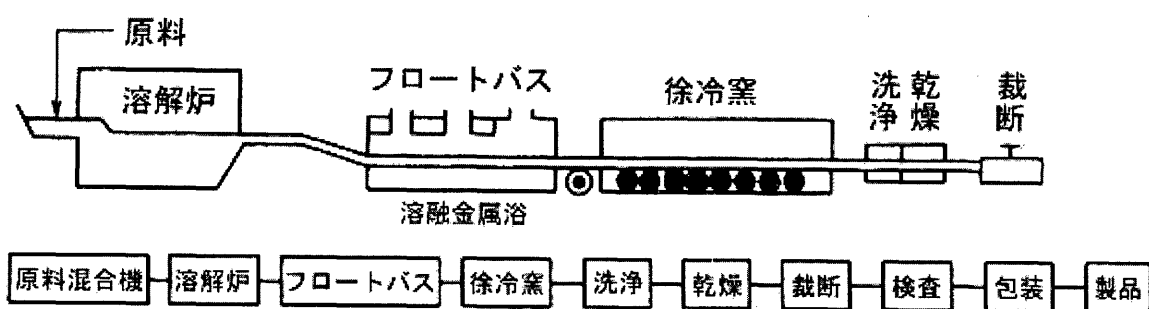 原料
溶解炉
フロートバス
徐冷窯
洗浄
乾燥
裁断
溶融金属浴
原料混合機
溶解炉
フロートバス
徐冷窯
洗浄
乾燥
裁断
検査
包装
製品